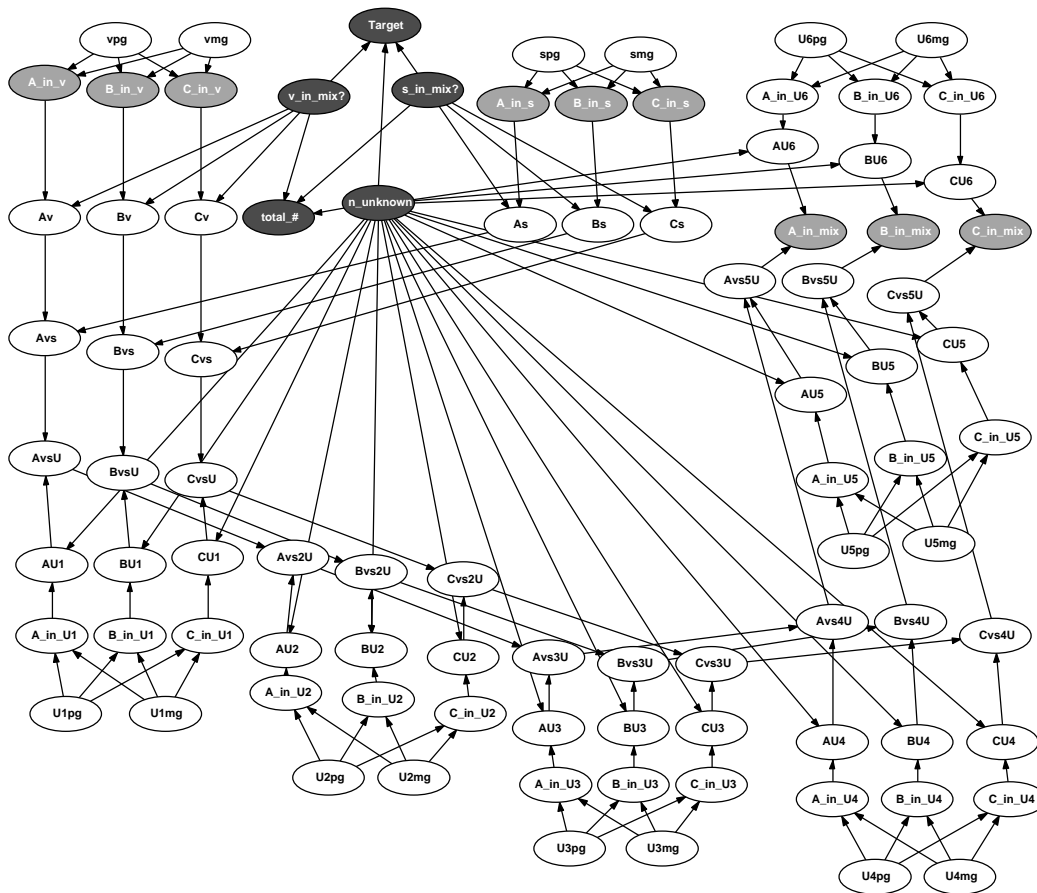 Target
vpg vmg spg smg U6pg U6mg
A_in_v B_in_v C_in_v v_in_mix? s_in_mix? A_in_s B_in_s C_in_s A_in_U6 B_in_U6 C_in_U6
AU6 BU6 CU6
Av Bv Cv total_# n_unknown As Bs Cs A_in_mix B_in_mix C_in_mix
Avs5U Bvs5U Cvs5U
Avs Bvs Cvs AU5 BU5 CU5
AvsU BvsU CvsU A_in_U5 B_in_U5 C_in_U5
U5pg U5mg
AU1 BU1 CU1 Avs2U Bvs2U Cvs2U
A_in_U1 B_in_U1 C_in_U1 AU2 BU2 CU2 Avs3U Bvs3U Cvs3U Avs4U Bvs4U Cvs4U
U1pg U1mg A_in_U2 B_in_U2 C_in_U2 AU3 BU3 CU3 AU4 BU4 CU4
U2pg U2mg A_in_U3 B_in_U3 C_in_U3 A_in_U4 B_in_U4 C_in_U4
U3pg U3mg U4pg U4mg